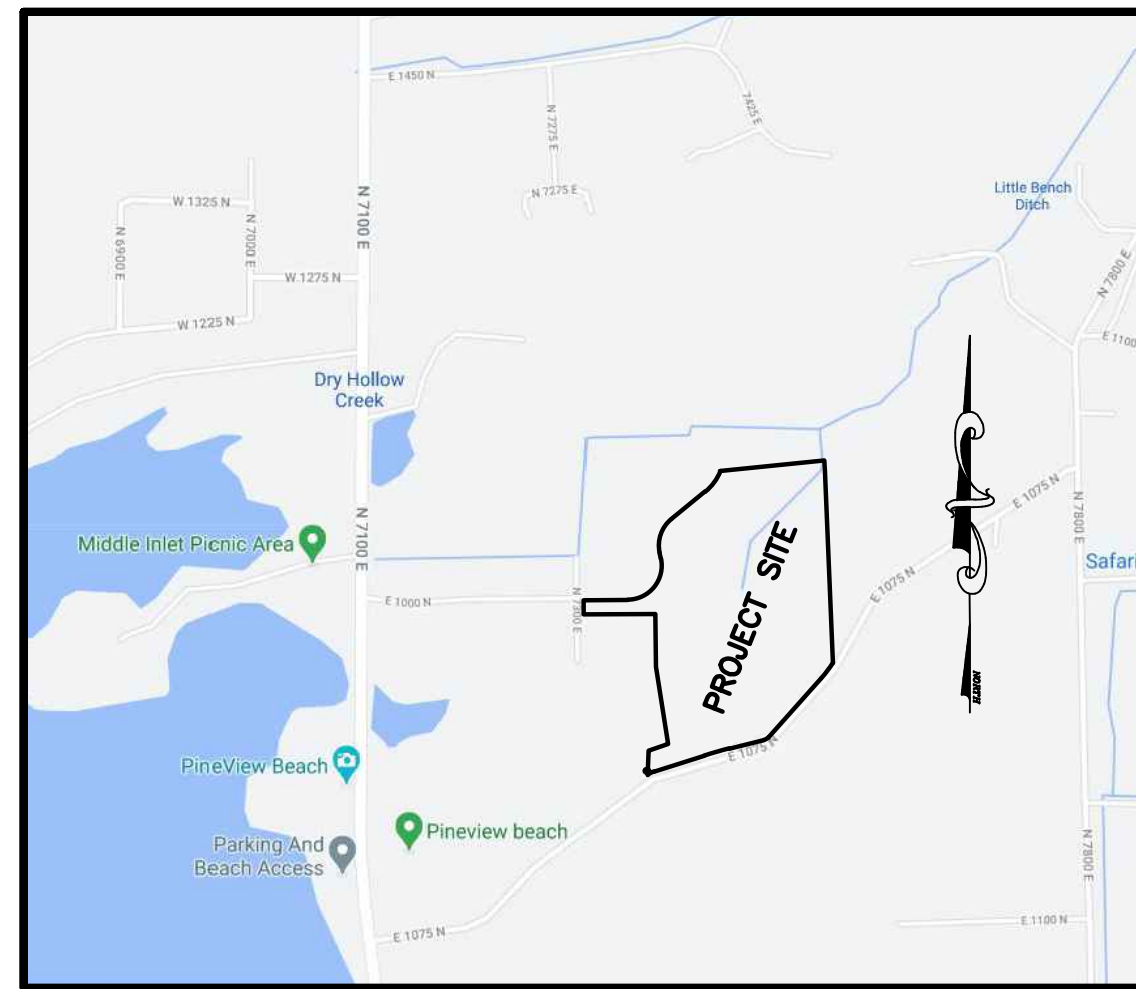 E 1450 N
N 7275 E
7425 E
N 7275 E
Little Bench
Ditch
W 1325 N
N 7100 E
N 6900 E
N 7000 E
W 1275 N
N 7800 E
W 1225 N
E 1100
Dry Hollow
Creek
E 1075 N
N 7800 E
N 7100 E
Middle Inlet Picnic Area
PROJECT SITE
Safari
E 1075 N
E 1000 N
N 7300 E
NORTH
E 1075 N
PineView Beach
Pineview beach
Parking And
Beach Access
N 7800 E
E 1100 N
E 1075 N